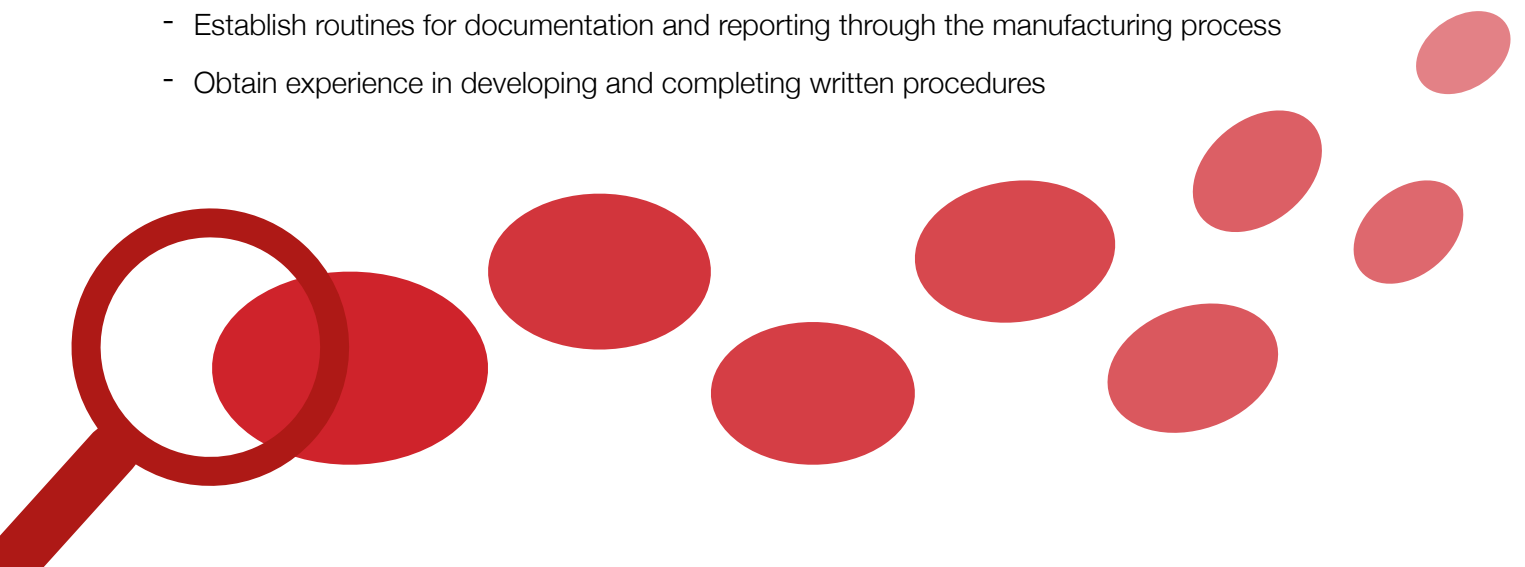 - Establish routines for documentation and reporting through the manufacturing process
- Obtain experience in developing and completing written procedures